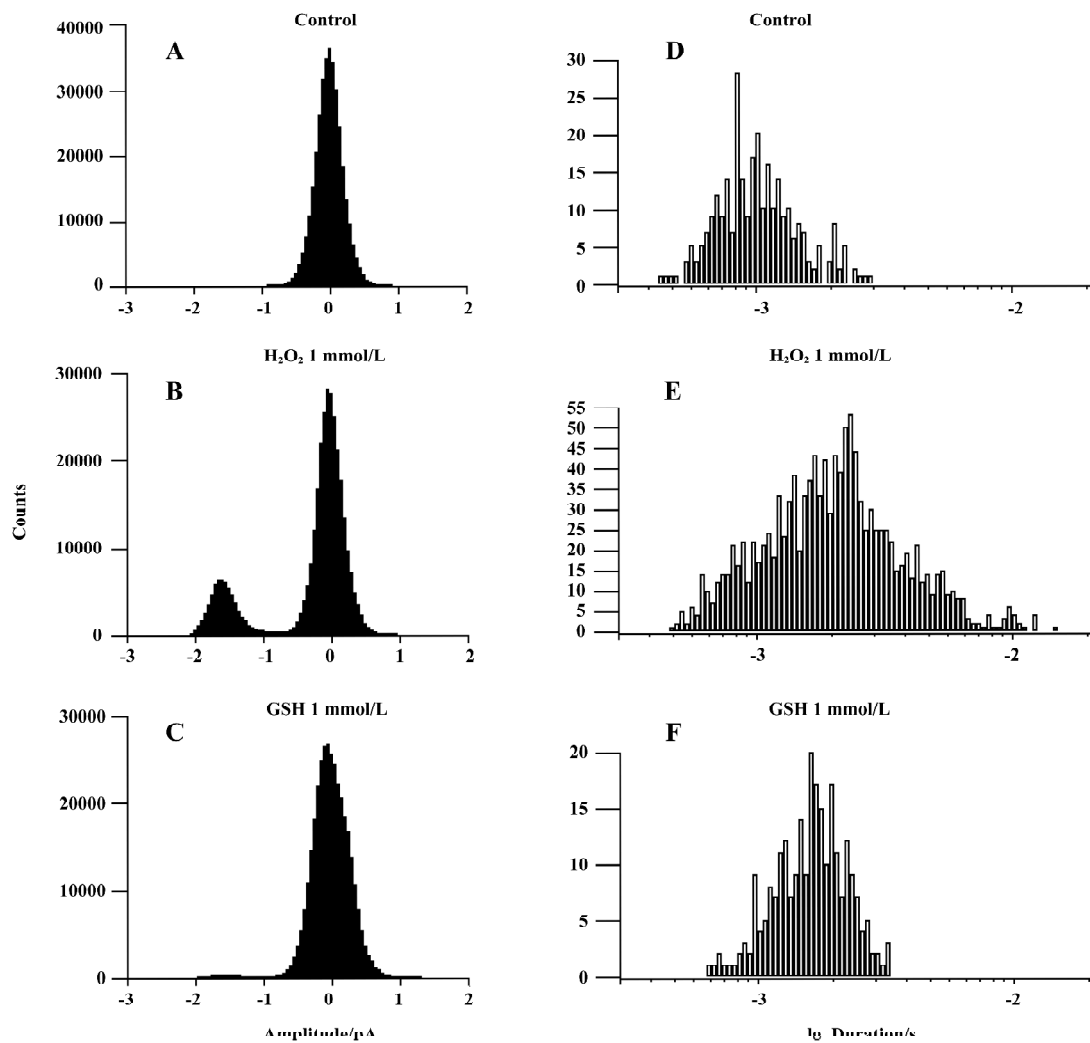 Control
A
40000
30000
20000
10000
0
-3 -2 -1 0 1 2
Control
D
30
25
20
15
10
5
0
-3 -2
H₂O₂ 1 mmol/L
B
30000
20000
10000
0
-3 -2 -1 0 1 2
H₂O₂ 1 mmol/L
E
55
50
45
40
35
30
25
20
15
10
5
0
-3 -2
Counts
GSH 1 mmol/L
C
30000
20000
10000
0
-3 -2 -1 0 1 2
Amplitude/pA
GSH 1 mmol/L
F
20
15
10
5
0
-3 -2
lg Duration/s